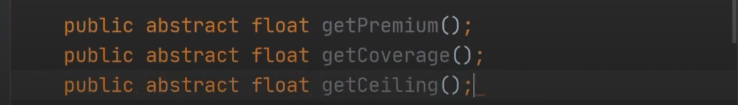 public abstract float getPremium();
public abstract float getCoverage();
public abstract float getCeiling();